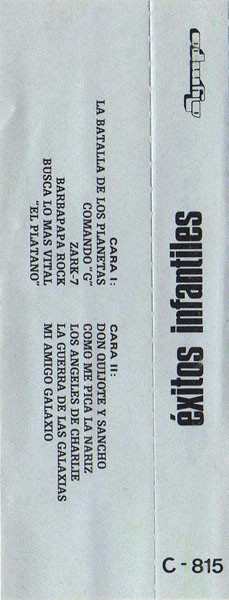 olympo
éxitos infantiles
C - 815
CARA I:
LA BATALLA DE LOS PLANETAS
COMANDO "G"
ZARK-7
BARBAPAPA ROCK
BUSCA LO MAS VITAL
"EL PLATANO"
CARA II:
DON QUIJOTE Y SANCHO
COMO ME PICA LA NARIZ
LOS ANGELES DE CHARLIE
LA GUERRA DE LAS GALAXIAS
MI AMIGO GALAXIO